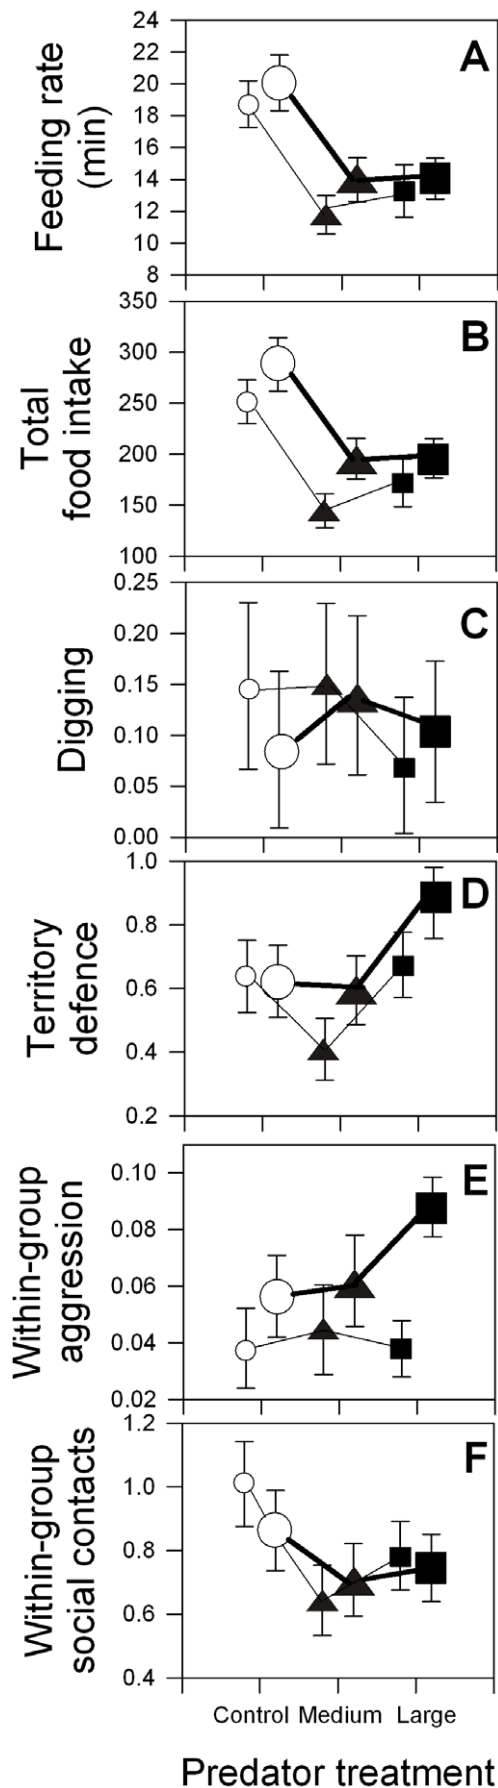 Feeding rate
(min)
24
22
20
18
16
14
12
10
8
A
Total
food intake
350
300
250
200
150
100
B
Digging
0.25
0.20
0.15
0.10
0.05
0.00
C
Territory
defence
1.0
0.8
0.6
0.4
0.2
D
Within-group
aggression
0.10
0.08
0.06
0.04
0.02
E
Within-group
social contacts
1.2
1.0
0.8
0.6
0.4
F
Control Medium Large
Predator treatment